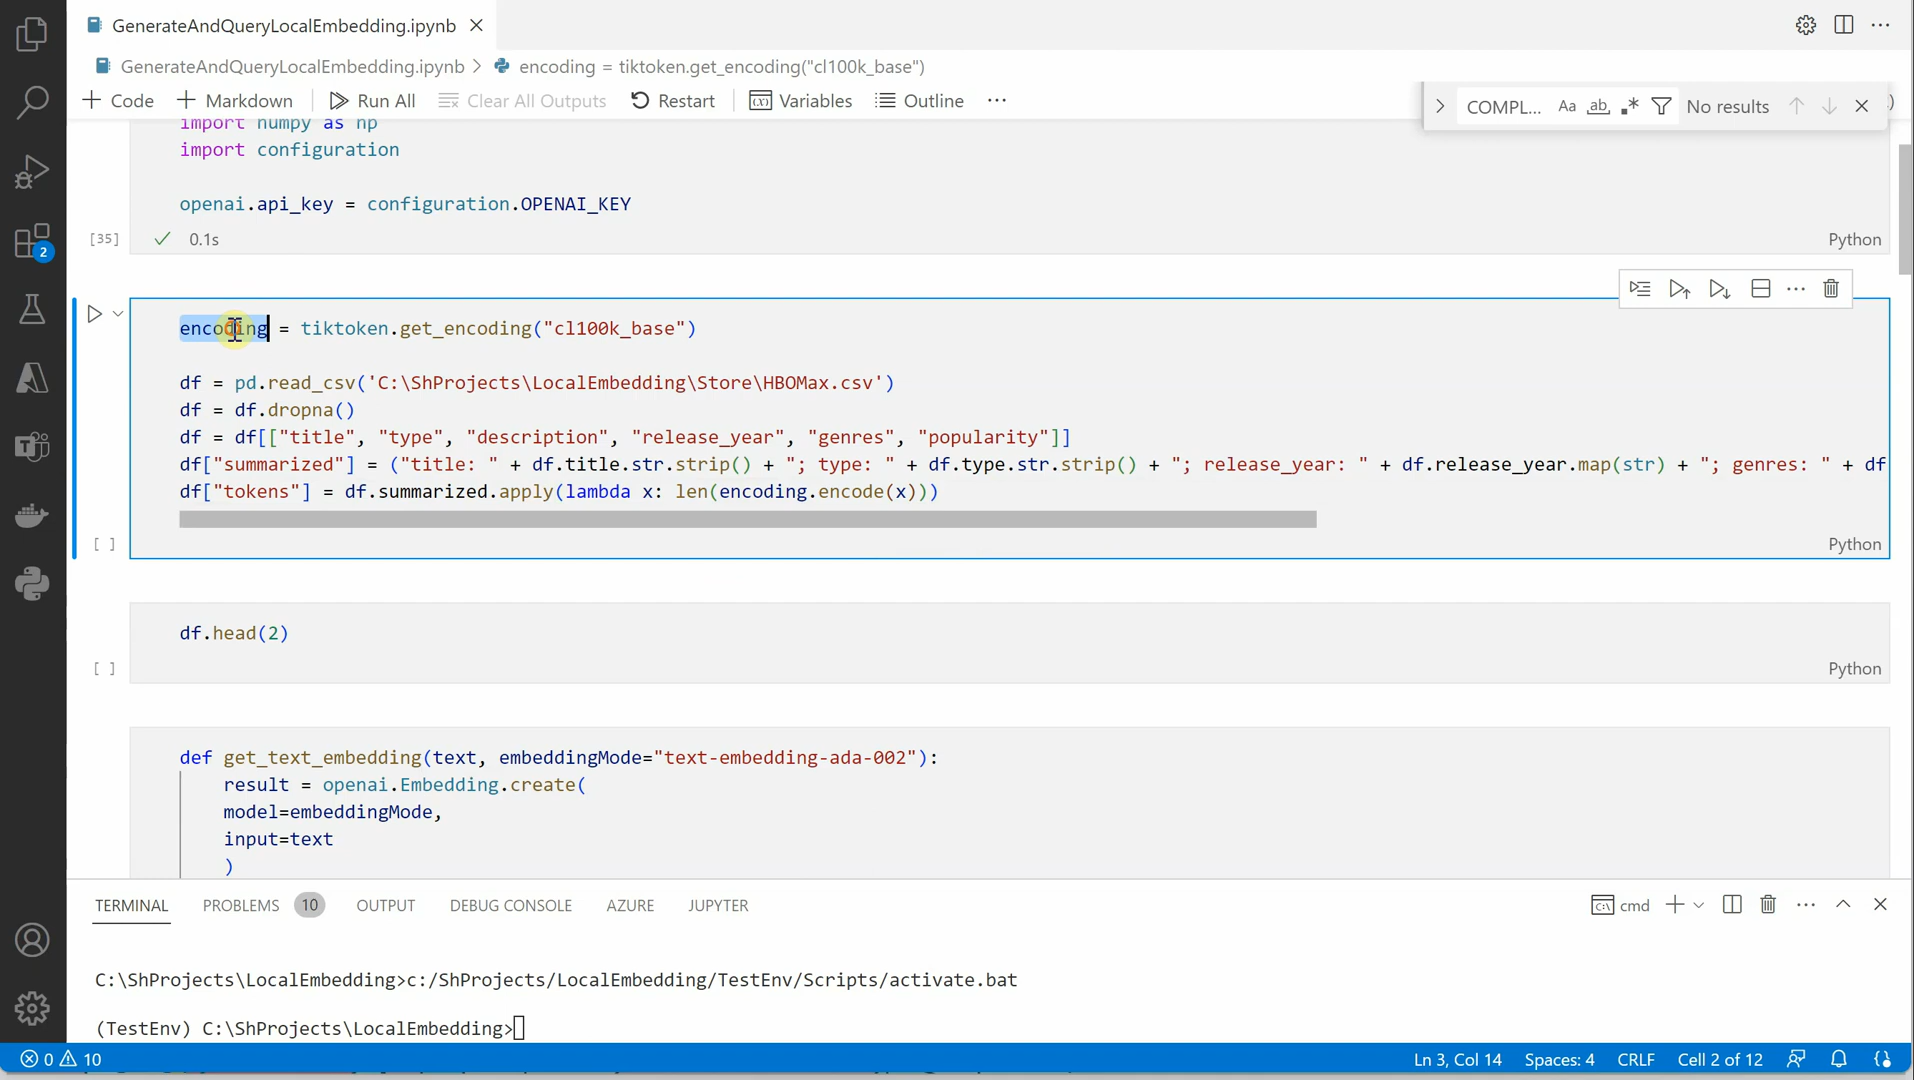 GenerateAndQueryLocalEmbedding.ipynb
GenerateAndQueryLocalEmbedding.ipynb > encoding = tiktoken.get_encoding("cl100k_base")
+ Code + Markdown Run All Clear All Outputs Restart Variables Outline ...
COMPL... Aa ab .* No results
import numpy as np
import configuration
openai.api_key = configuration.OPENAI_KEY
[35] ✓ 0.1s Python
encoding = tiktoken.get_encoding("cl100k_base")
df = pd.read_csv('C:\ShProjects\LocalEmbedding\Store\HBOMax.csv')
df = df.dropna()
df = df[["title", "type", "description", "release_year", "genres", "popularity"]]
df["summarized"] = ("title: " + df.title.str.strip() + "; type: " + df.type.str.strip() + "; release_year: " + df.release_year.map(str) + "; genres: " + df
df["tokens"] = df.summarized.apply(lambda x: len(encoding.encode(x)))
[ ] Python
df.head(2)
[ ] Python
def get_text_embedding(text, embeddingMode="text-embedding-ada-002"):
result = openai.Embedding.create(
model=embeddingMode,
input=text
)
2
TERMINAL PROBLEMS 10 OUTPUT DEBUG CONSOLE AZURE JUPYTER cmd
C:\ShProjects\LocalEmbedding>c:/ShProjects/LocalEmbedding/TestEnv/Scripts/activate.bat
(TestEnv) C:\ShProjects\LocalEmbedding>
0 10 Ln 3, Col 14 Spaces: 4 CRLF Cell 2 of 12